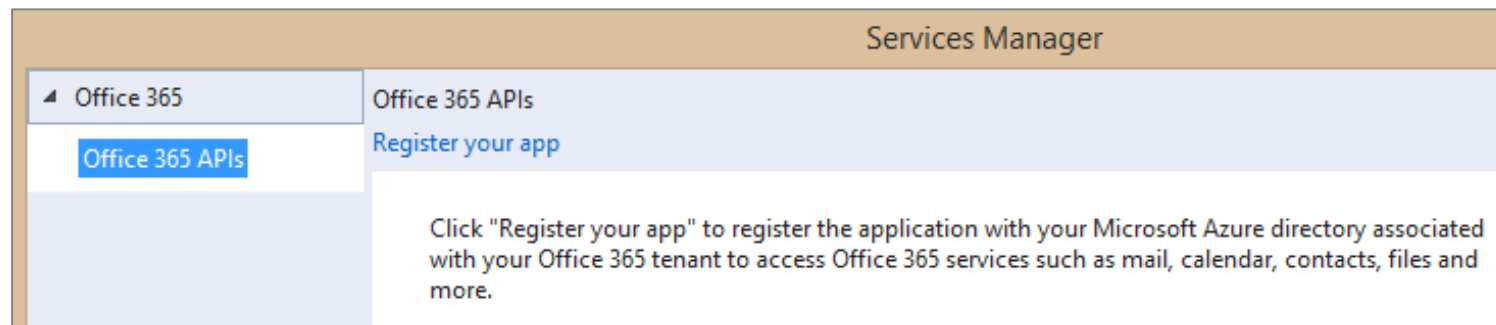 Services Manager
Office 365
Office 365 APIs
Office 365 APIs
Register your app
Click "Register your app" to register the application with your Microsoft Azure directory associated
with your Office 365 tenant to access Office 365 services such as mail, calendar, contacts, files and
more.